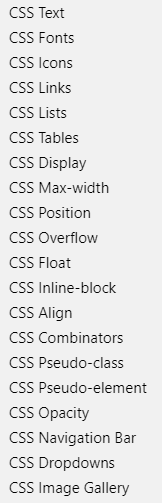 CSS Text
CSS Fonts
CSS Icons
CSS Links
CSS Lists
CSS Tables
CSS Display
CSS Max-width
CSS Position
CSS Overflow
CSS Float
CSS Inline-block
CSS Align
CSS Combinators
CSS Pseudo-class
CSS Pseudo-element
CSS Opacity
CSS Navigation Bar
CSS Dropdowns
CSS Image Gallery